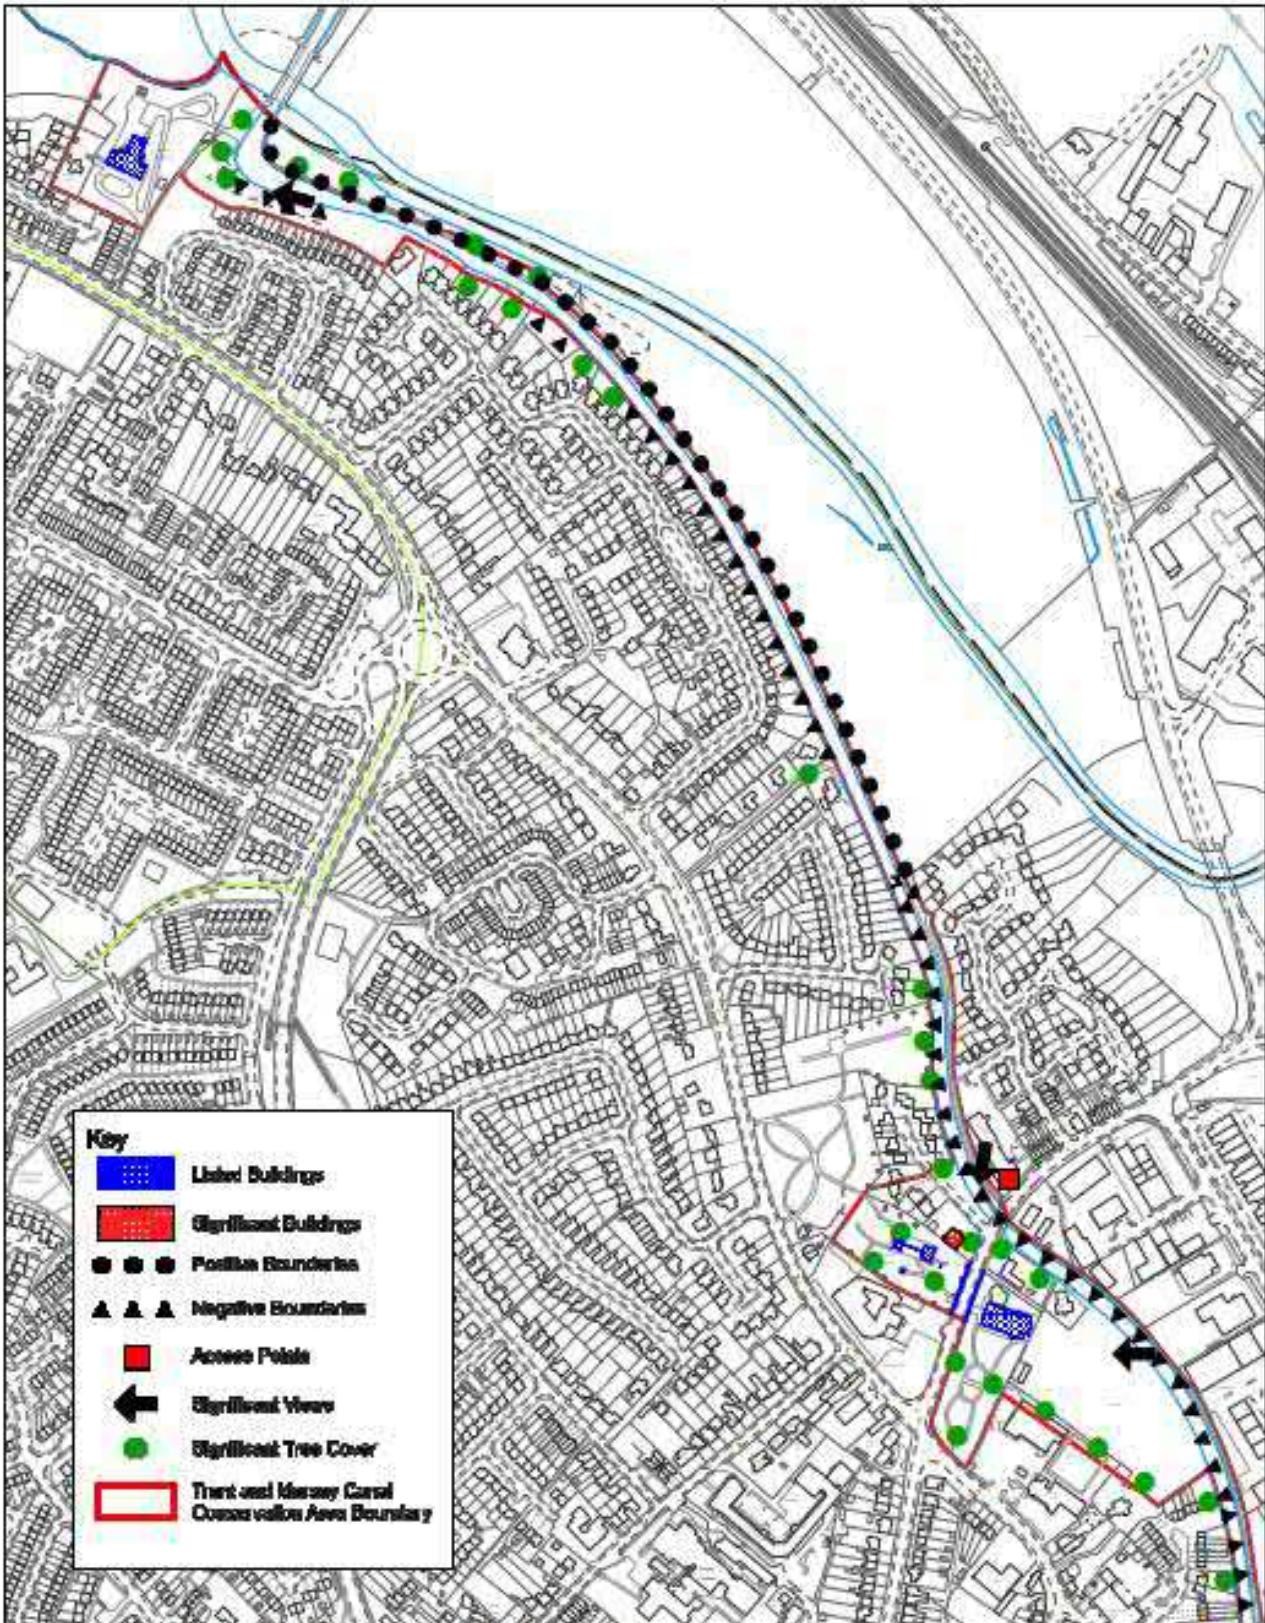 Key
Listed Buildings
Significant Buildings
Positive Boundaries
Negative Boundaries
Access Points
Significant Views
Significant Tree Cover
Trent and Mersey Canal
Conservation Area Boundary